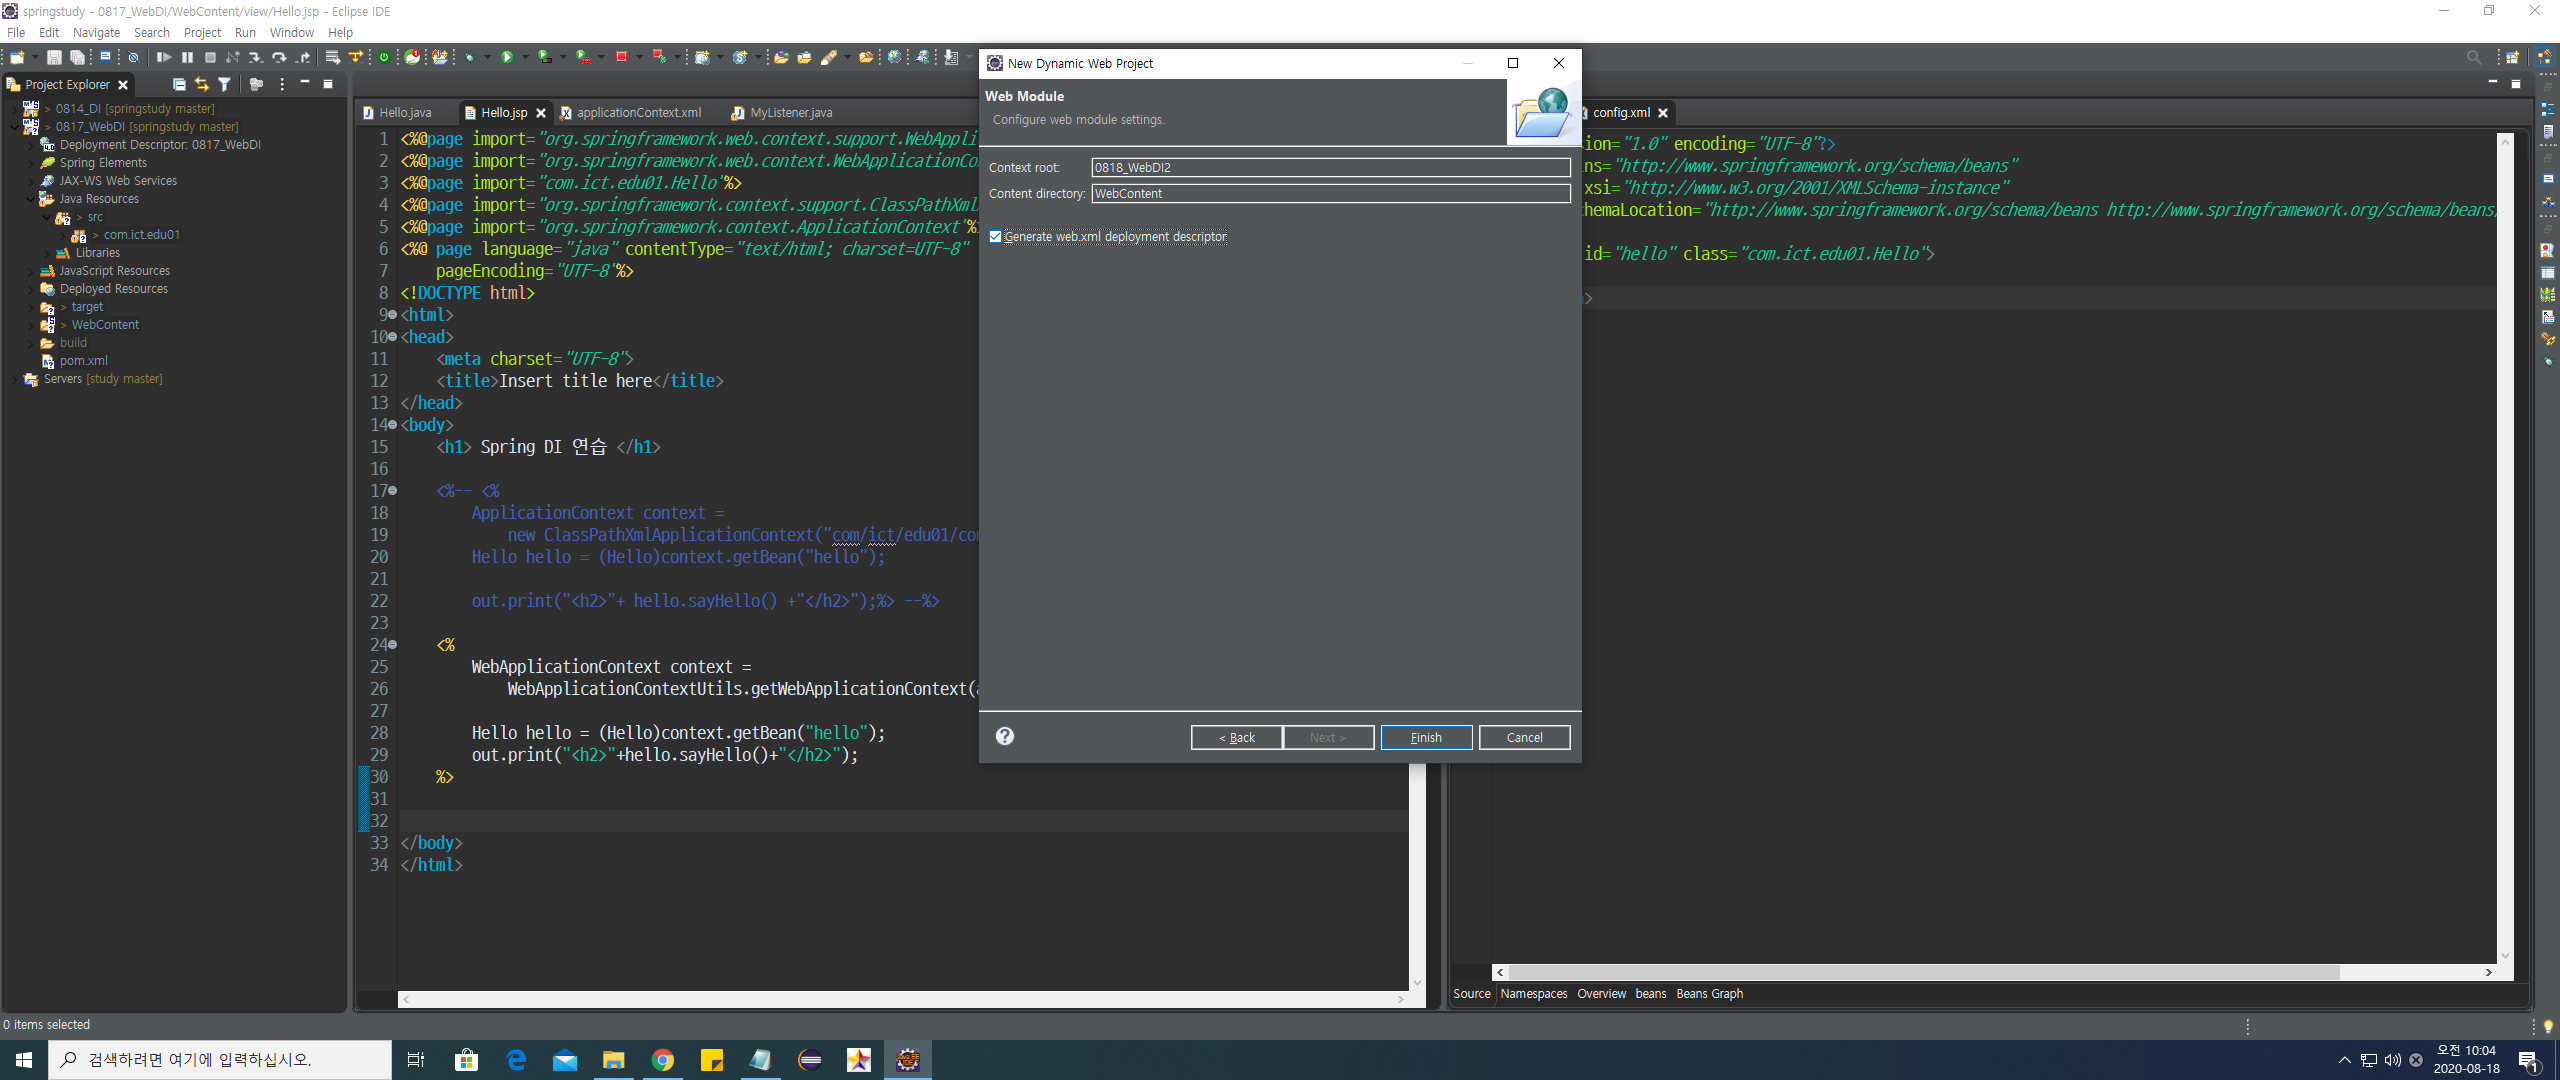 springstudy - 0817_WebDI/WebContent/view/Hello.jsp - Eclipse IDE
File Edit Navigate Search Project Run Window Help
Project Explorer
> 0814_DI [springstudy master]
> 0817_WebDI [springstudy master]
Deployment Descriptor: 0817_WebDI
Spring Elements
JAX-WS Web Services
Java Resources
> src
> com.ict.edu01
Libraries
JavaScript Resources
Deployed Resources
> target
> WebContent
build
pom.xml
Servers [study master]
Hello.java Hello.jsp applicationContext.xml MyListener.java
1 <%@page import="org.springframework.web.context.support.WebAppli
2 <%@page import="org.springframework.web.context.WebApplicationCo
3 <%@page import="com.ict.edu01.Hello"%>
4 <%@page import="org.springframework.context.support.ClassPathXml
5 <%@page import="org.springframework.context.ApplicationContext"%
6 <%@ page language="java" contentType="text/html; charset=UTF-8"
7 pageEncoding="UTF-8"%>
8 <!DOCTYPE html>
9 <html>
10 <head>
11 <meta charset="UTF-8">
12 <title>Insert title here</title>
13 </head>
14 <body>
15 <h1> Spring DI 연습 </h1>
16
17 <%-- <%
18 ApplicationContext context =
19 new ClassPathXmlApplicationContext("com/ict/edu01/con
20 Hello hello = (Hello)context.getBean("hello");
21
22 out.print("<h2>"+ hello.sayHello() +"</h2>");%> --%>
23
24 <%
25 WebApplicationContext context =
26 WebApplicationContextUtils.getWebApplicationContext(a
27
28 Hello hello = (Hello)context.getBean("hello");
29 out.print("<h2>"+hello.sayHello()+"</h2>");
30 %>
31
32
33 </body>
34 </html>
New Dynamic Web Project
Web Module
Configure web module settings.
Context root: 0818_WebDI2
Content directory: WebContent
Generate web.xml deployment descriptor
< Back Next > Finish Cancel
config.xml
sion="1.0" encoding="UTF-8"?>
ns="http://www.springframework.org/schema/beans"
xsi="http://www.w3.org/2001/XMLSchema-instance"
hemaLocation="http://www.springframework.org/schema/beans http://www.springframework.org/schema/beans/
id="hello" class="com.ict.edu01.Hello">
>
Source Namespaces Overview beans Beans Graph
0 items selected
검색하려면 여기에 입력하십시오.
오전 10:04
2020-08-18
1